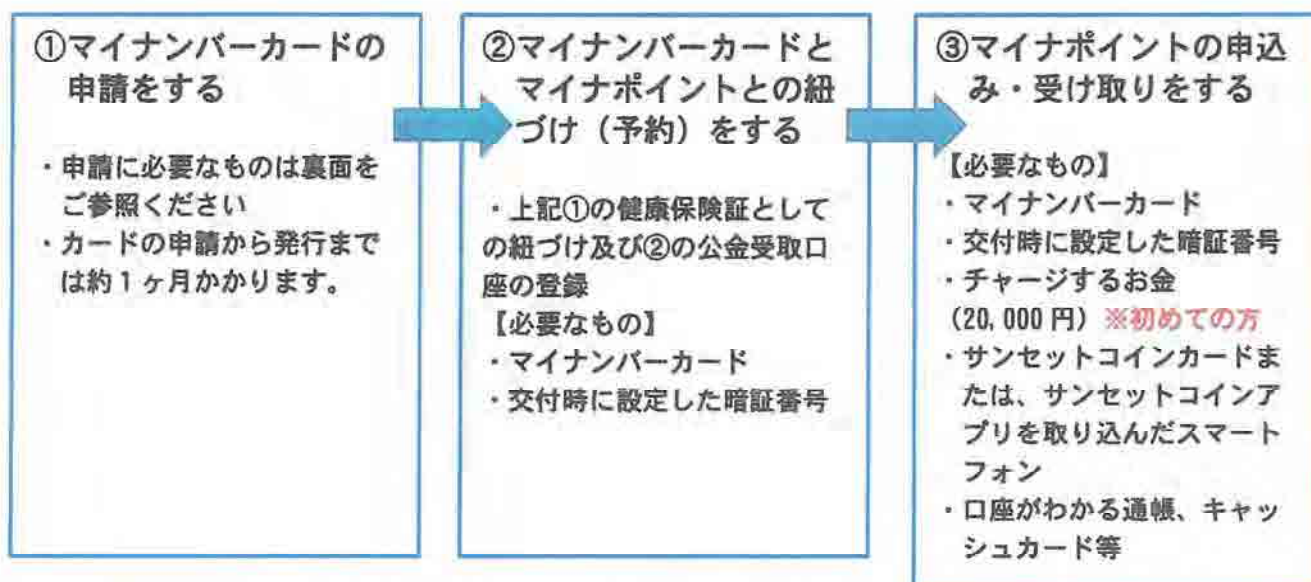 ①マイナンバーカードの
申請をする
・申請に必要なものは裏面を
ご参照ください
・カードの申請から発行まで
は約1ヶ月かかります。
②マイナンバーカードと
マイナポイントとの紐
づけ（予約）をする
・上記①の健康保険証として
の紐づけ及び②の公金受取口
座の登録
【必要なもの】
・マイナンバーカード
・交付時に設定した暗証番号
③マイナポイントの申込
み・受け取りをする
【必要なもの】
・マイナンバーカード
・交付時に設定した暗証番号
・チャージするお金
（20,000円）※初めての方
・サンセットコインカードま
たは、サンセットコインア
プリを取り込んだスマート
フォン
・口座がわかる通帳、キャッ
シュカード等